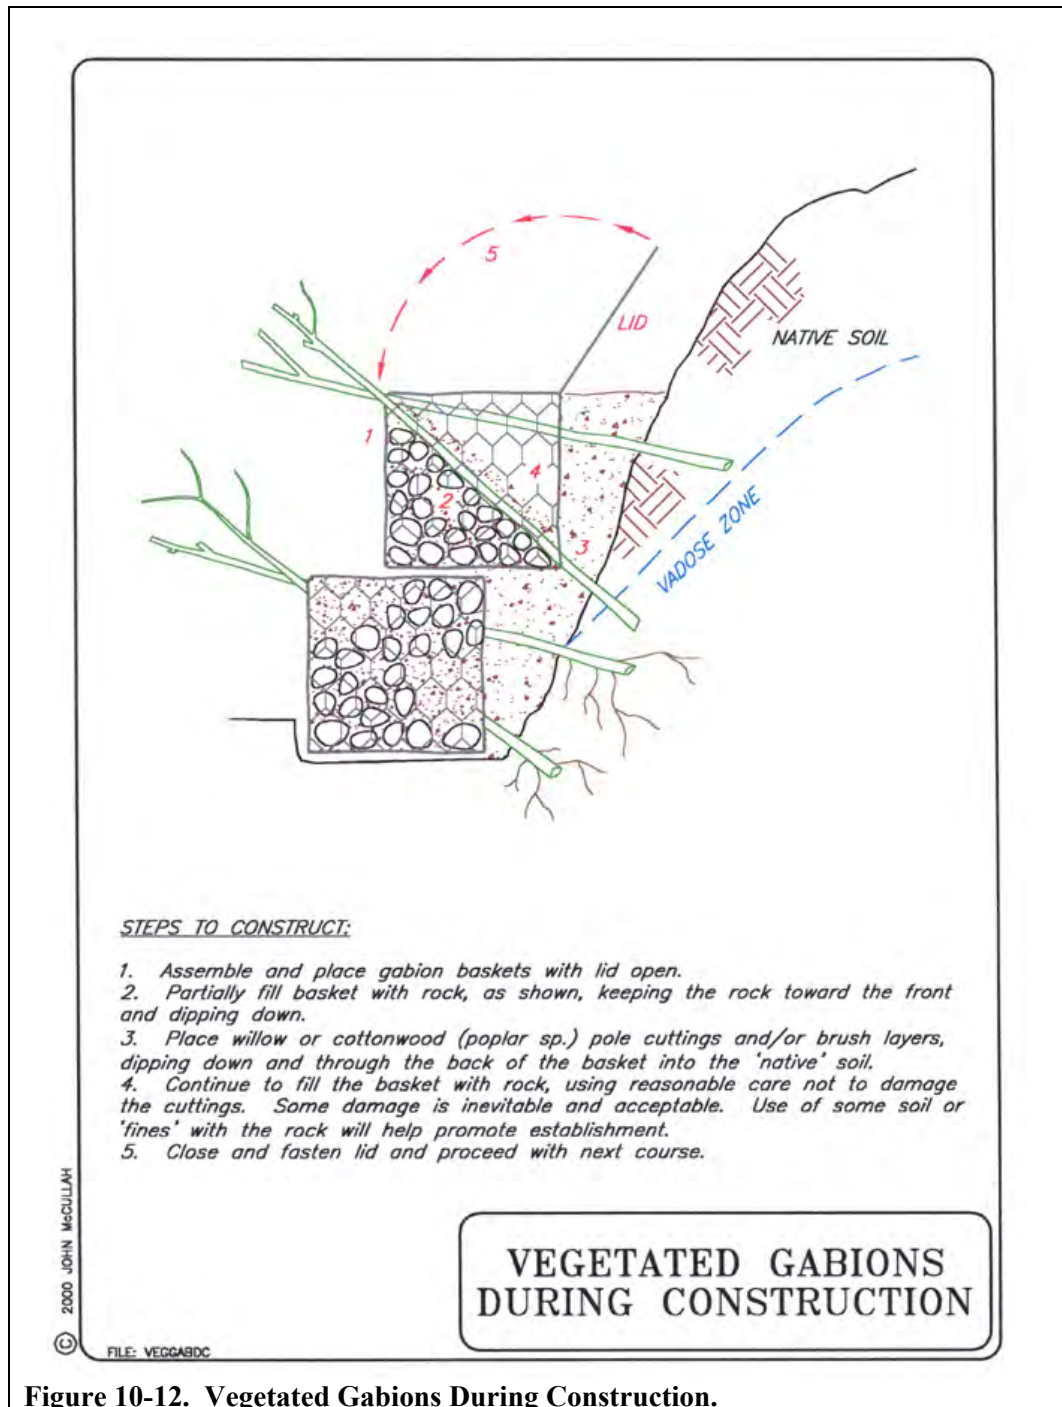 5
LID
NATIVE SOIL
1
4
2
3
VADOSE ZONE
STEPS TO CONSTRUCT:
1. Assemble and place gabion baskets with lid open.
2. Partially fill basket with rock, as shown, keeping the rock toward the front
and dipping down.
3. Place willow or cottonwood (poplar sp.) pole cuttings and/or brush layers,
dipping down and through the back of the basket into the 'native' soil.
4. Continue to fill the basket with rock, using reasonable care not to damage
the cuttings. Some damage is inevitable and acceptable. Use of some soil or
'fines' with the rock will help promote establishment.
5. Close and fasten lid and proceed with next course.
© 2000 JOHN McCULLAH
VEGETATED GABIONS
DURING CONSTRUCTION
FILE: VEGGABDC
Figure 10-12. Vegetated Gabions During Construction.